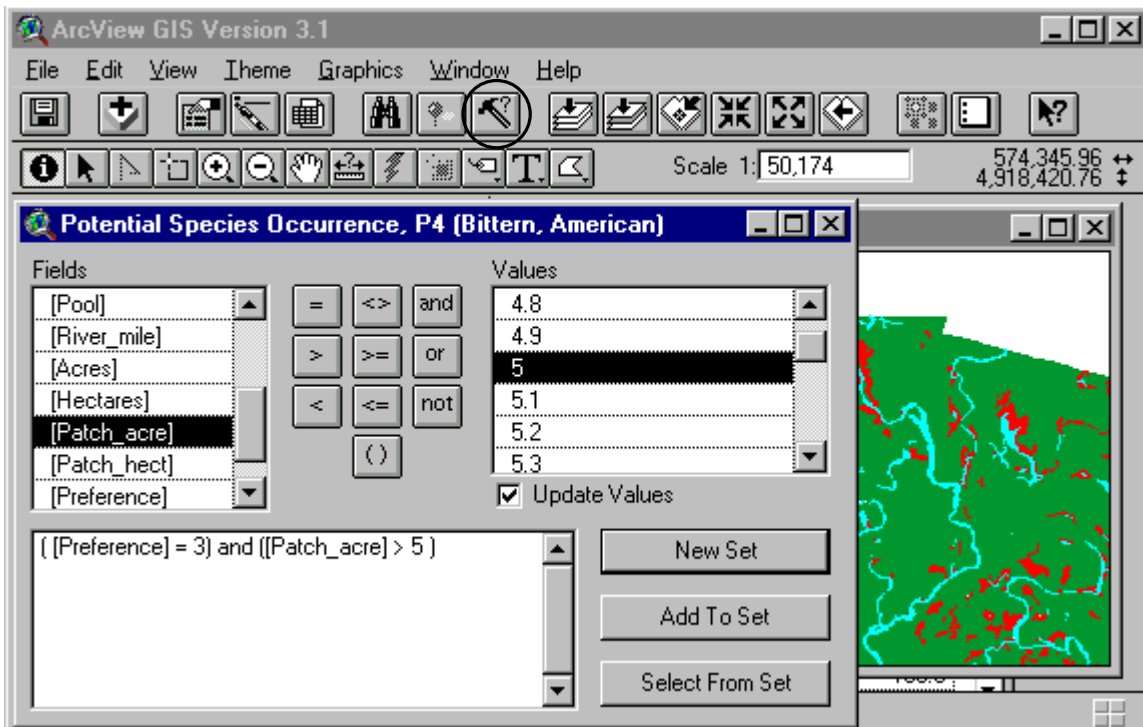 ArcView GIS Version 3.1
File Edit View Theme Graphics Window Help
Scale 1: 50,174
574,345.96
4,918,420.76
Potential Species Occurrence, P4 (Bittern, American)
Fields
Values
[Pool]
[River_mile]
[Acres]
[Hectares]
[Patch_acre]
[Patch_hect]
[Preference]
= <> and
> >= or
< <= not
( )
4.8
4.9
5
5.1
5.2
5.3
Update Values
( [Preference] = 3) and ([Patch_acre] > 5 )
New Set
Add To Set
Select From Set